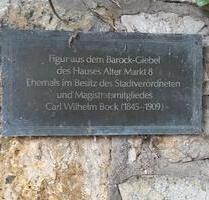 Figur aus dem Barock-Giebel
des Hauses Alter Markt 8
Ehemals im Besitz des Stadtverordneten
und Magistratsmitgliedes
Carl Wilhelm Bock (1845-1909)